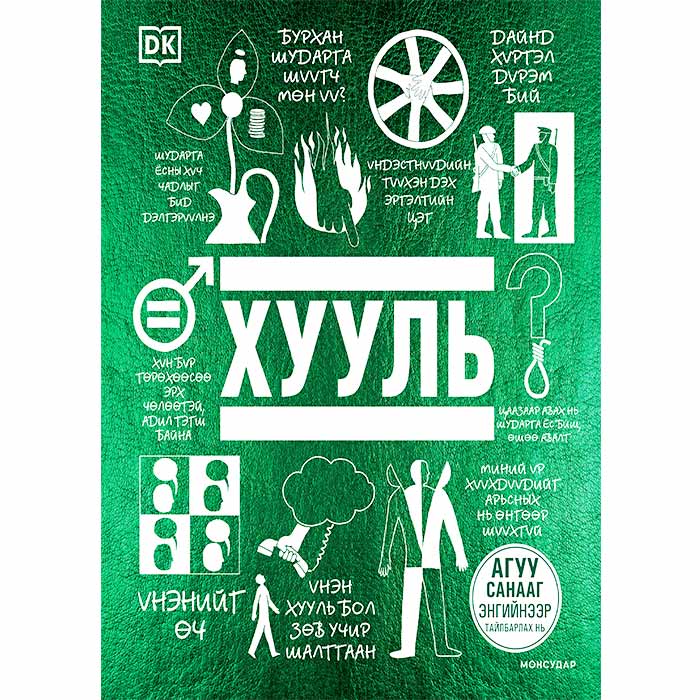 DK
БУРХАН
ШУДАРГА
ШҮҮГЧ
МӨН ҮҮ?
ДАЙНД
ХҮРТЭЛ
ДҮРЭМ
БИЙ
ШУДАРГА
ЁСНЫ ХҮЧ
ЧАДЛЫГ
БИД
ДЭЛГЭРҮҮЛНЭ
ҮНДЭСТНҮҮДИЙН
ТҮҮХЭН ДЭХ
ЭРГЭЛТИЙН
ЦЭГ
ХУУЛЬ
ХҮН БҮР
ТӨРӨХӨӨСӨӨ
ЭРХ
ЧӨЛӨӨТЭЙ,
АДИЛ ТЭГШ
БАЙНА
ЦААЗААР АВАХ НЬ
ШУДАРГА ЁС БИШ,
ӨШӨӨ АВАЛТ
МИНИЙ ҮР
ХҮҮХДҮҮДИЙГ
АРЬСНЫХ
НЬ ӨНГӨӨР
ШҮҮХГҮЙ
ҮНЭНИЙГ
ӨЧ
ҮНЭН
ХУУЛЬ БОЛ
ЗӨВ УЧИР
ШАЛТГААН
АГУУ
САНААГ
ЭНГИЙНЭЭР
ТАЙЛБАРЛАХ НЬ
МОНСУДАР